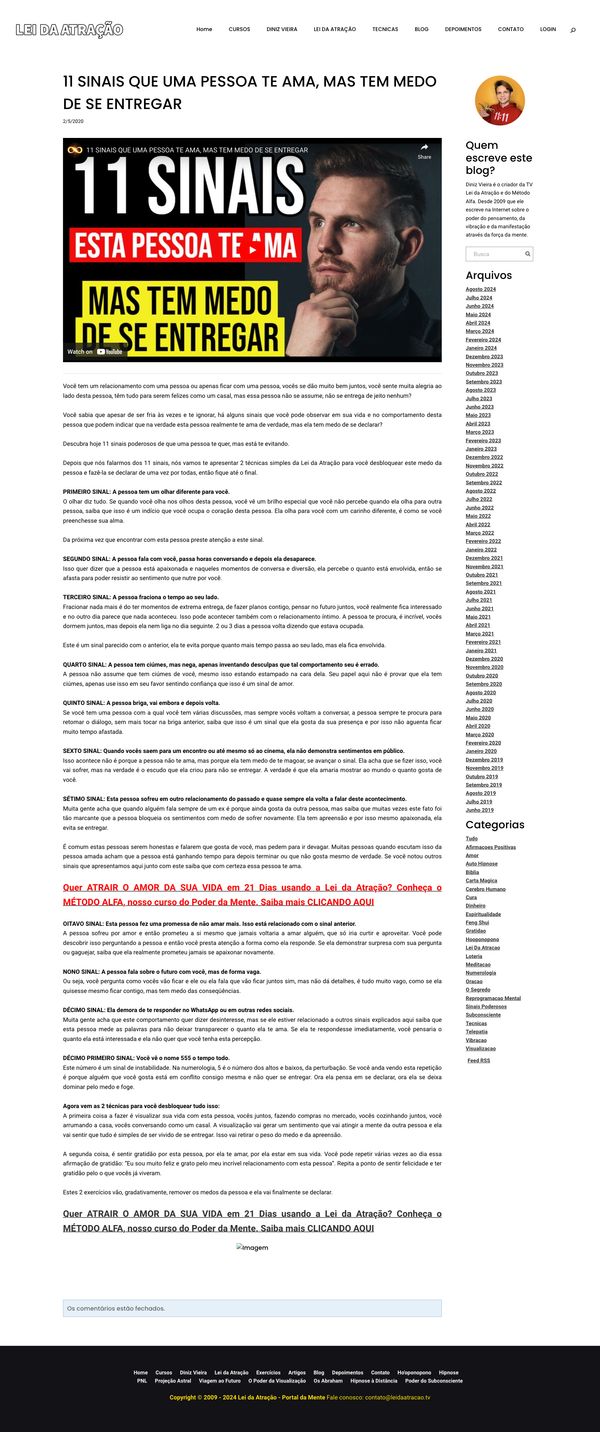 LEI DA ATRAÇÃO
Home CURSOS DINIZ VIEIRA LEI DA ATRAÇÃO TECNICAS BLOG DEPOIMENTOS CONTATO LOGIN
11 SINAIS QUE UMA PESSOA TE AMA, MAS TEM MEDO
DE SE ENTREGAR
2/5/2020
11 SINAIS QUE UMA PESSOA TE AMA, MAS TEM MEDO DE SE ENTREGAR
Share
11 SINAIS
ESTA PESSOA TE AMA
MAS TEM MEDO
DE SE ENTREGAR
Watch on YouTube
Você tem um relacionamento com uma pessoa ou apenas ficar com uma pessoa, vocês se dão muito bem juntos, você sente muita alegria ao
lado desta pessoa, têm tudo para serem felizes como um casal, mas essa pessoa não se assume, não se entrega de jeito nenhum?
Você sabia que apesar de ser fria às vezes e te ignorar, há alguns sinais que você pode observar em sua vida e no comportamento desta
pessoa que podem indicar que na verdade esta pessoa realmente te ama de verdade, mas ela tem medo de se declarar?
Descubra hoje 11 sinais poderosos de que uma pessoa te quer, mas está te evitando.
Depois que nós falarmos dos 11 sinais, nós vamos te apresentar 2 técnicas simples da Lei da Atração para você desbloquear este medo da
pessoa e fazê-la se declarar de uma vez por todas, então fique até o final.
PRIMEIRO SINAL: A pessoa tem um olhar diferente para você.
O olhar diz tudo. Se quando você olha nos olhos desta pessoa, você vê um brilho especial que você não percebe quando ela olha para outra
pessoa, saiba que isso é um indício que você ocupa o coração desta pessoa. Ela olha para você com um carinho diferente, é como se você
preenchesse sua alma.
Da próxima vez que encontrar com esta pessoa preste atenção a este sinal.
SEGUNDO SINAL: A pessoa fala com você, passa horas conversando e depois ela desaparece.
Isso quer dizer que a pessoa está apaixonada e naqueles momentos de conversa e diversão, ela percebe o quanto está envolvida, então se
afasta para poder resistir ao sentimento que nutre por você.
TERCEIRO SINAL: A pessoa fraciona o tempo ao seu lado.
Fracionar nada mais é do ter momentos de extrema entrega, de fazer planos contigo, pensar no futuro juntos, você realmente fica interessado
e no outro dia parece que nada aconteceu. Isso pode acontecer também com o relacionamento íntimo. A pessoa te procura, é incrível, vocês
dormem juntos, mas depois ela nem liga no dia seguinte. 2 ou 3 dias a pessoa volta dizendo que estava ocupada.
Este é um sinal parecido com o anterior, ela te evita porque quanto mais tempo passa ao seu lado, mas ela fica envolvida.
QUARTO SINAL: A pessoa tem ciúmes, mas nega, apenas inventando desculpas que tal comportamento seu é errado.
A pessoa não assume que tem ciúmes de você, mesmo isso estando estampado na cara dela. Seu papel aqui não é provar que ela tem
ciúmes, apenas use isso em seu favor sentindo confiança que isso é um sinal de amor.
QUINTO SINAL: A pessoa briga, vai embora e depois volta.
Se você tem uma pessoa com a qual você tem várias discussões, mas sempre vocês voltam a conversar, a pessoa sempre te procura para
retomar o diálogo, sem mais tocar na briga anterior, saiba que isso é um sinal que ela gosta da sua presença e por isso não aguenta ficar
muito tempo afastada.
SEXTO SINAL: Quando vocês saem para um encontro ou até mesmo só ao cinema, ela não demonstra sentimentos em público.
Isso acontece não é porque a pessoa não te ama, mas porque ela tem medo de te magoar, se avançar o sinal. Ela acha que se fizer isso, você
vai sofrer, mas na verdade é o escudo que ela criou para não se entregar. A verdade é que ela amaria mostrar ao mundo o quanto gosta de
você.
SÉTIMO SINAL: Esta pessoa sofreu em outro relacionamento do passado e quase sempre ela volta a falar deste acontecimento.
Muita gente acha que quando alguém fala sempre de um ex é porque ainda gosta da outra pessoa, mas saiba que muitas vezes este fato foi
tão marcante que a pessoa bloqueia os sentimentos com medo de sofrer novamente. Ela tem apreensão e por isso mesmo apaixonada, ela
evita se entregar.
É comum estas pessoas serem honestas e falarem que gosta de você, mas pedem para ir devagar. Muitas pessoas quando escutam isso da
pessoa amada acham que a pessoa está ganhando tempo para depois terminar ou que não gosta mesmo de verdade. Se você notou outros
sinais que apresentamos aqui junto com este saiba que com certeza essa pessoa te ama.
Quer ATRAIR O AMOR DA SUA VIDA em 21 Dias usando a Lei da Atração? Conheça o
MÉTODO ALFA, nosso curso do Poder da Mente. Saiba mais CLICANDO AQUI
OITAVO SINAL: Esta pessoa fez uma promessa de não amar mais. Isso está relacionado com o sinal anterior.
A pessoa sofreu por amor e então prometeu a si mesmo que jamais voltaria a amar alguém, que só iria curtir e aproveitar. Você pode
descobrir isso perguntando a pessoa e então você presta atenção a forma como ela responde. Se ela demonstrar surpresa com sua pergunta
ou gaguejar, saiba que ela realmente prometeu jamais se apaixonar novamente.
NONO SINAL: A pessoa fala sobre o futuro com você, mas de forma vaga.
Ou seja, você pergunta como vocês vão ficar e ele ou ela fala que vão ficar juntos sim, mas não dá detalhes, é tudo muito vago, como se ela
quisesse mesmo ficar contigo, mas tem medo das conseqüências.
DÉCIMO SINAL: Ela demora de te responder no WhatsApp ou em outras redes sociais.
Muita gente acha que este comportamento quer dizer desinteresse, mas se ele estiver relacionado a outros sinais explicados aqui saiba que
esta pessoa mede as palavras para não deixar transparecer o quanto ela te ama. Se ela te respondesse imediatamente, você pensaria o
quanto ela está interessada e ela não quer que você tenha esta percepção.
DÉCIMO PRIMEIRO SINAL: Você vê o nome 555 o tempo todo.
Este número é um sinal de instabilidade. Na numerologia, 5 é o número dos altos e baixos, da perturbação. Se você anda vendo esta repetição
é porque alguém que você gosta está em conflito consigo mesma e não quer se entregar. Ora ela pensa em se declarar, ora ela se deixa
dominar pelo medo e foge.
Agora vem as 2 técnicas para você desbloquear tudo isso:
A primeira coisa a fazer é visualizar sua vida com esta pessoa, vocês juntos, fazendo compras no mercado, vocês cozinhando juntos, você
arrumando a casa, vocês conversando como um casal. A visualização vai gerar um sentimento que vai atingir a mente da outra pessoa e ela
vai sentir que tudo é simples de ser vivido de se entregar. Isso vai retirar o peso do medo e da apreensão.
A segunda coisa, é sentir gratidão por esta pessoa, por ela te amar, por ela estar em sua vida. Você pode repetir várias vezes ao dia essa
afirmação de gratidão: "Eu sou muito feliz e grato pelo meu incrível relacionamento com esta pessoa". Repita a ponto de sentir felicidade e ter
gratidão pelo o que vocês já viveram.
Estes 2 exercícios vão, gradativamente, remover os medos da pessoa e ela vai finalmente se declarar.
Quer ATRAIR O AMOR DA SUA VIDA em 21 Dias usando a Lei da Atração? Conheça o
MÉTODO ALFA, nosso curso do Poder da Mente. Saiba mais CLICANDO AQUI
Imagem
Os comentários estão fechados.
11:11
Quem
escreve este
blog?
Diniz Vieira é o criador da TV
Lei da Atração e do Método
Alfa. Desde 2009 que ele
escreve na Internet sobre o
poder do pensamento, da
vibração e da manifestação
através da força da mente.
Busca
Arquivos
Agosto 2024
Julho 2024
Junho 2024
Maio 2024
Abril 2024
Março 2024
Fevereiro 2024
Janeiro 2024
Dezembro 2023
Novembro 2023
Outubro 2023
Setembro 2023
Agosto 2023
Julho 2023
Junho 2023
Maio 2023
Abril 2023
Março 2023
Fevereiro 2023
Janeiro 2023
Dezembro 2022
Novembro 2022
Outubro 2022
Setembro 2022
Agosto 2022
Julho 2022
Junho 2022
Maio 2022
Abril 2022
Março 2022
Fevereiro 2022
Janeiro 2022
Dezembro 2021
Novembro 2021
Outubro 2021
Setembro 2021
Agosto 2021
Julho 2021
Junho 2021
Maio 2021
Abril 2021
Março 2021
Fevereiro 2021
Janeiro 2021
Dezembro 2020
Novembro 2020
Outubro 2020
Setembro 2020
Agosto 2020
Julho 2020
Junho 2020
Maio 2020
Abril 2020
Março 2020
Fevereiro 2020
Janeiro 2020
Dezembro 2019
Novembro 2019
Outubro 2019
Setembro 2019
Agosto 2019
Julho 2019
Junho 2019
Categorias
Tudo
Afirmacoes Positivas
Amor
Auto Hipnose
Bíblia
Carta Magica
Cerebro Humano
Cura
Dinheiro
Espiritualidade
Feng Shui
Gratidao
Hooponopono
Lei Da Atracao
Loteria
Meditacao
Numerologia
Oracao
O Segredo
Reprogramacao Mental
Sinais Poderosos
Subconsciente
Tecnicas
Telepatia
Vibracao
Visualizacao
Feed RSS
Home Cursos Diniz Vieira Lei da Atração Exercícios Artigos Blog Depoimentos Contato Ho'oponopono Hipnose
PNL Projeção Astral Viagem ao Futuro O Poder da Visualização Os Abraham Hipnose à Distância Poder do Subconsciente
Copyright © 2009 - 2024 Lei da Atração - Portal da Mente Fale conosco: contato@leidaatracao.tv